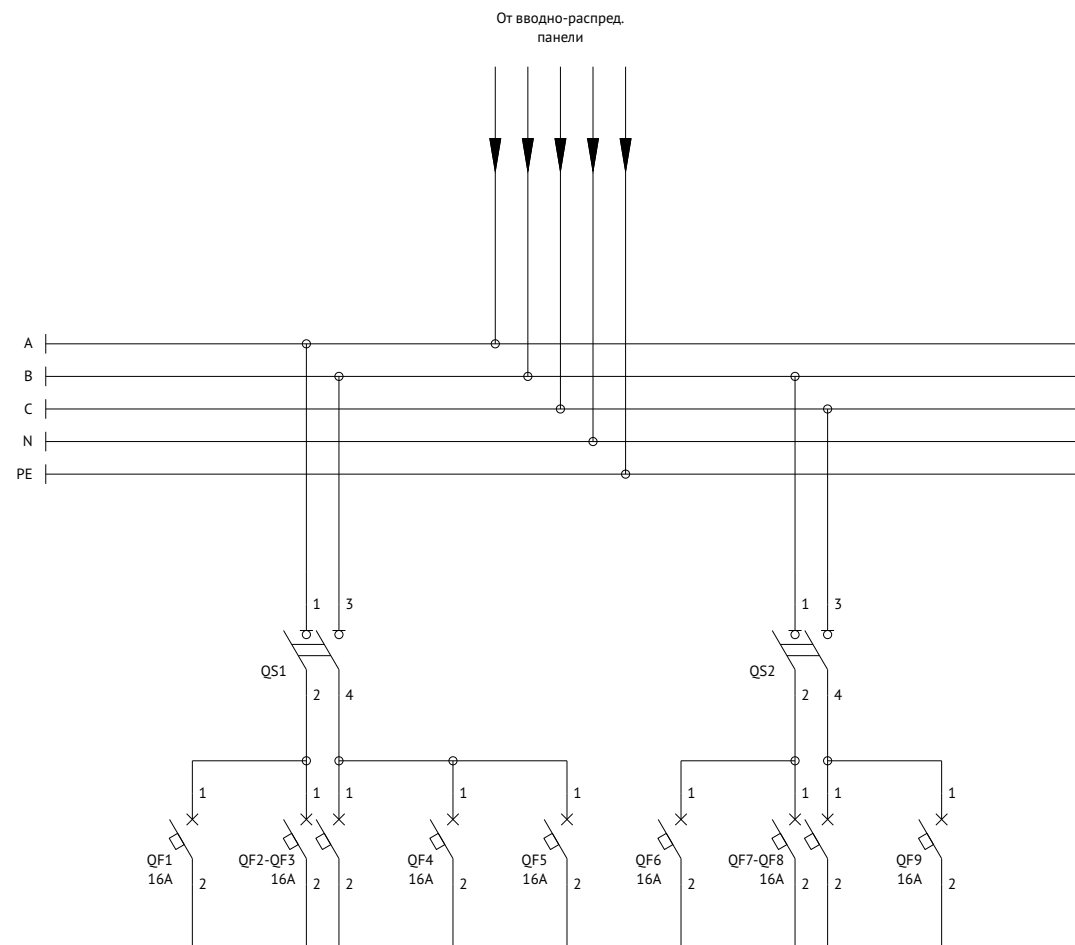 От вводно-распред.
панели
A
B
C
N
PE
1 3 1 3
QS1 QS2
2 4 2 4
1 1 1 1 1 1 1 1 1
QF1 QF2-QF3 QF4 QF5 QF6 QF7-QF8 QF9
16A 16A 16A 16A 16A 16A 16A
2 2 2 2 2 2 2 2 2